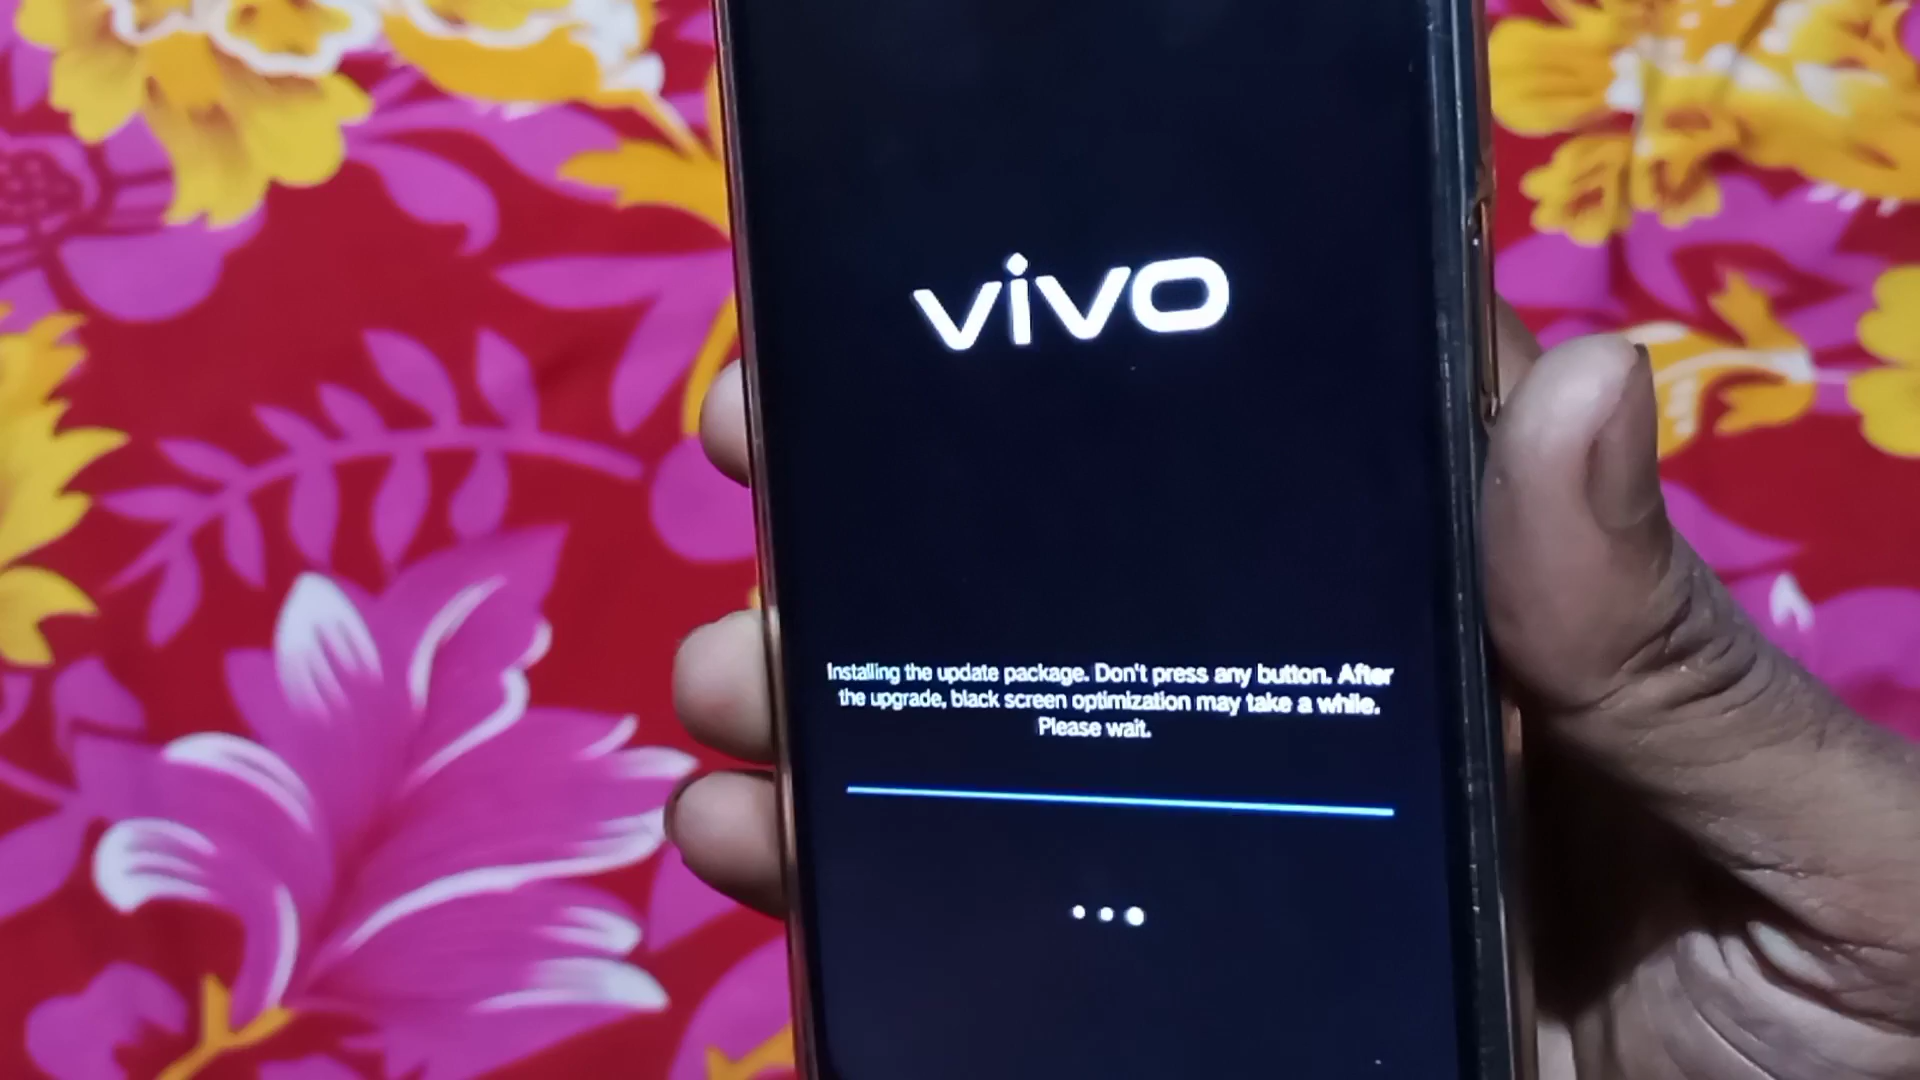 vivo
Installing the update package. Don't press any button. After
the upgrade, black screen optimization may take a while.
Please wait.